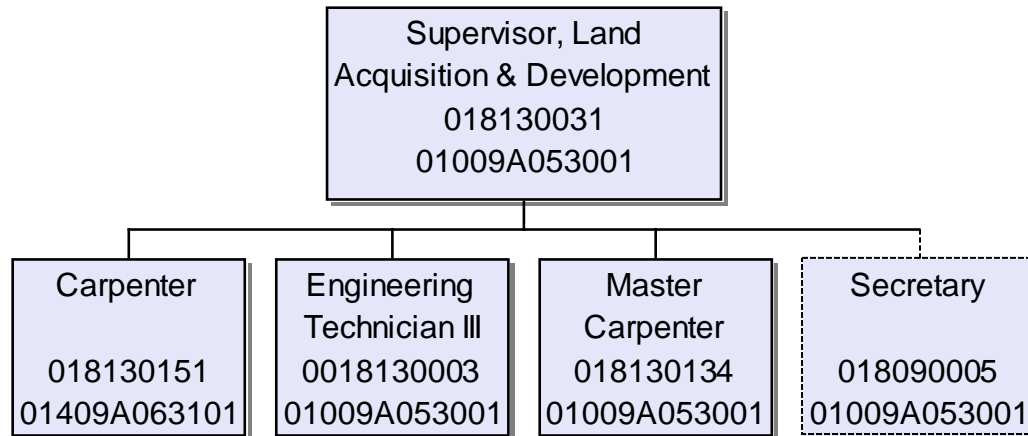 Supervisor, Land
Acquisition & Development
018130031
01009A053001
Carpenter
018130151
01409A063101
Engineering
Technician III
0018130003
01009A053001
Master
Carpenter
018130134
01009A053001
Secretary
018090005
01009A053001